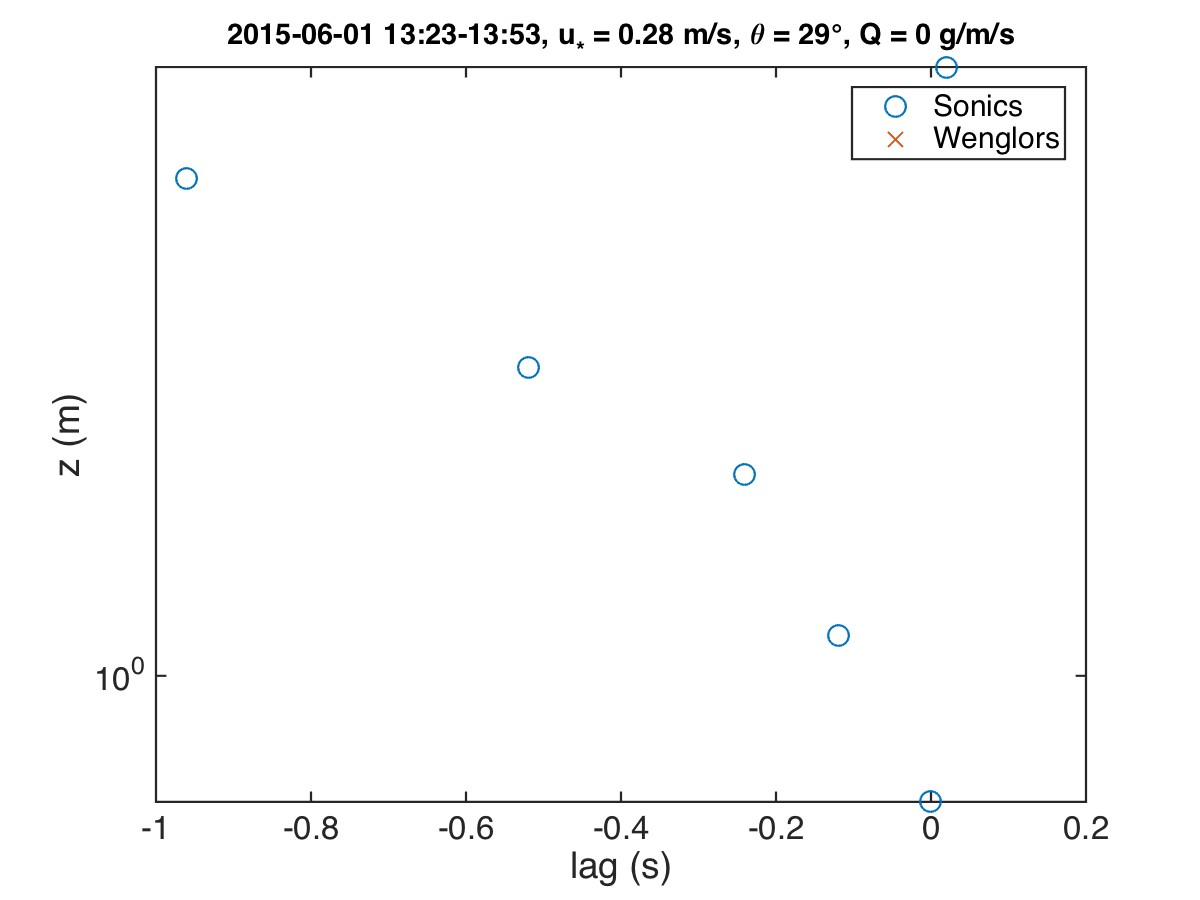 2015-06-01 13:23-13:53, u* = 0.28 m/s, θ = 29°, Q = 0 g/m/s
Sonics
Wenglors
z (m)
10^0
-1 -0.8 -0.6 -0.4 -0.2 0 0.2
lag (s)